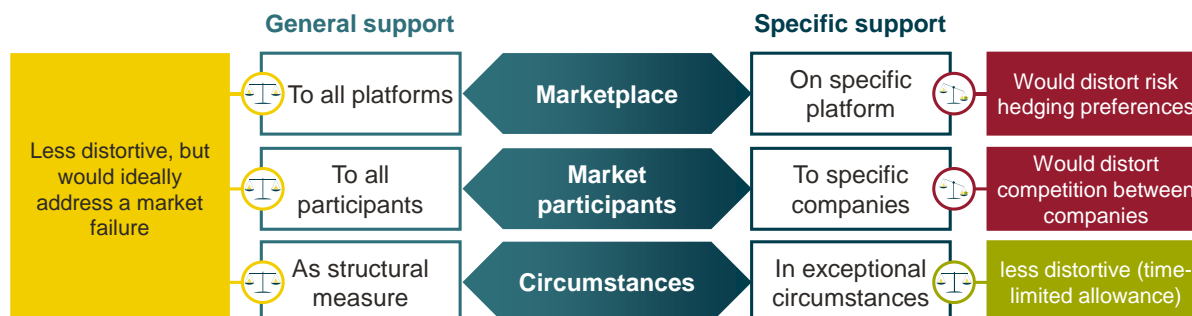 General support
Specific support
Less distortive, but
would ideally
address a market
failure
To all platforms
Marketplace
On specific
platform
Would distort risk
hedging preferences
To all
participants
Market
participants
To specific
companies
Would distort
competition between
companies
As structural
measure
Circumstances
In exceptional
circumstances
less distortive (time-
limited allowance)